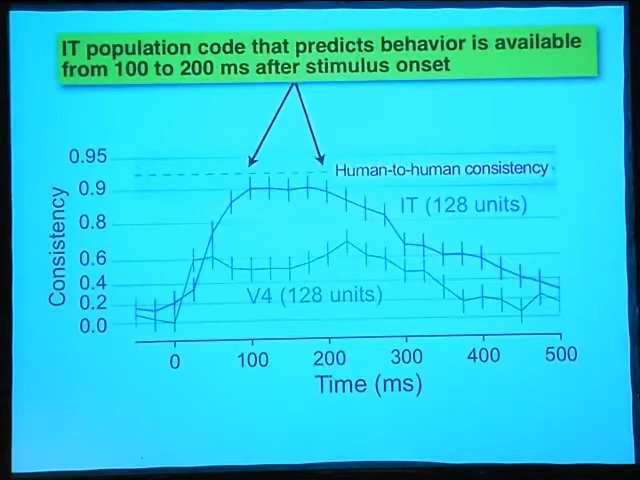 IT population code that predicts behavior is available
from 100 to 200 ms after stimulus onset
0.95
0.9
0.8
0.6
0.4
0.2
0.0
Consistency
Human-to-human consistency
IT (128 units)
V4 (128 units)
0 100 200 300 400 500
Time (ms)